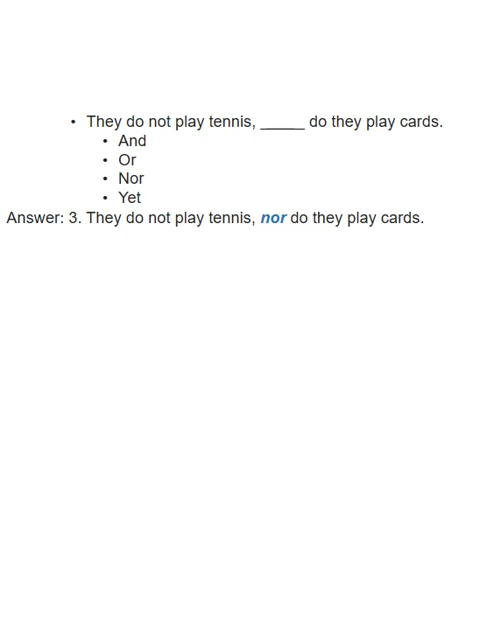 • They do not play tennis, _____ do they play cards.
• And
• Or
• Nor
• Yet
Answer: 3. They do not play tennis, nor do they play cards.